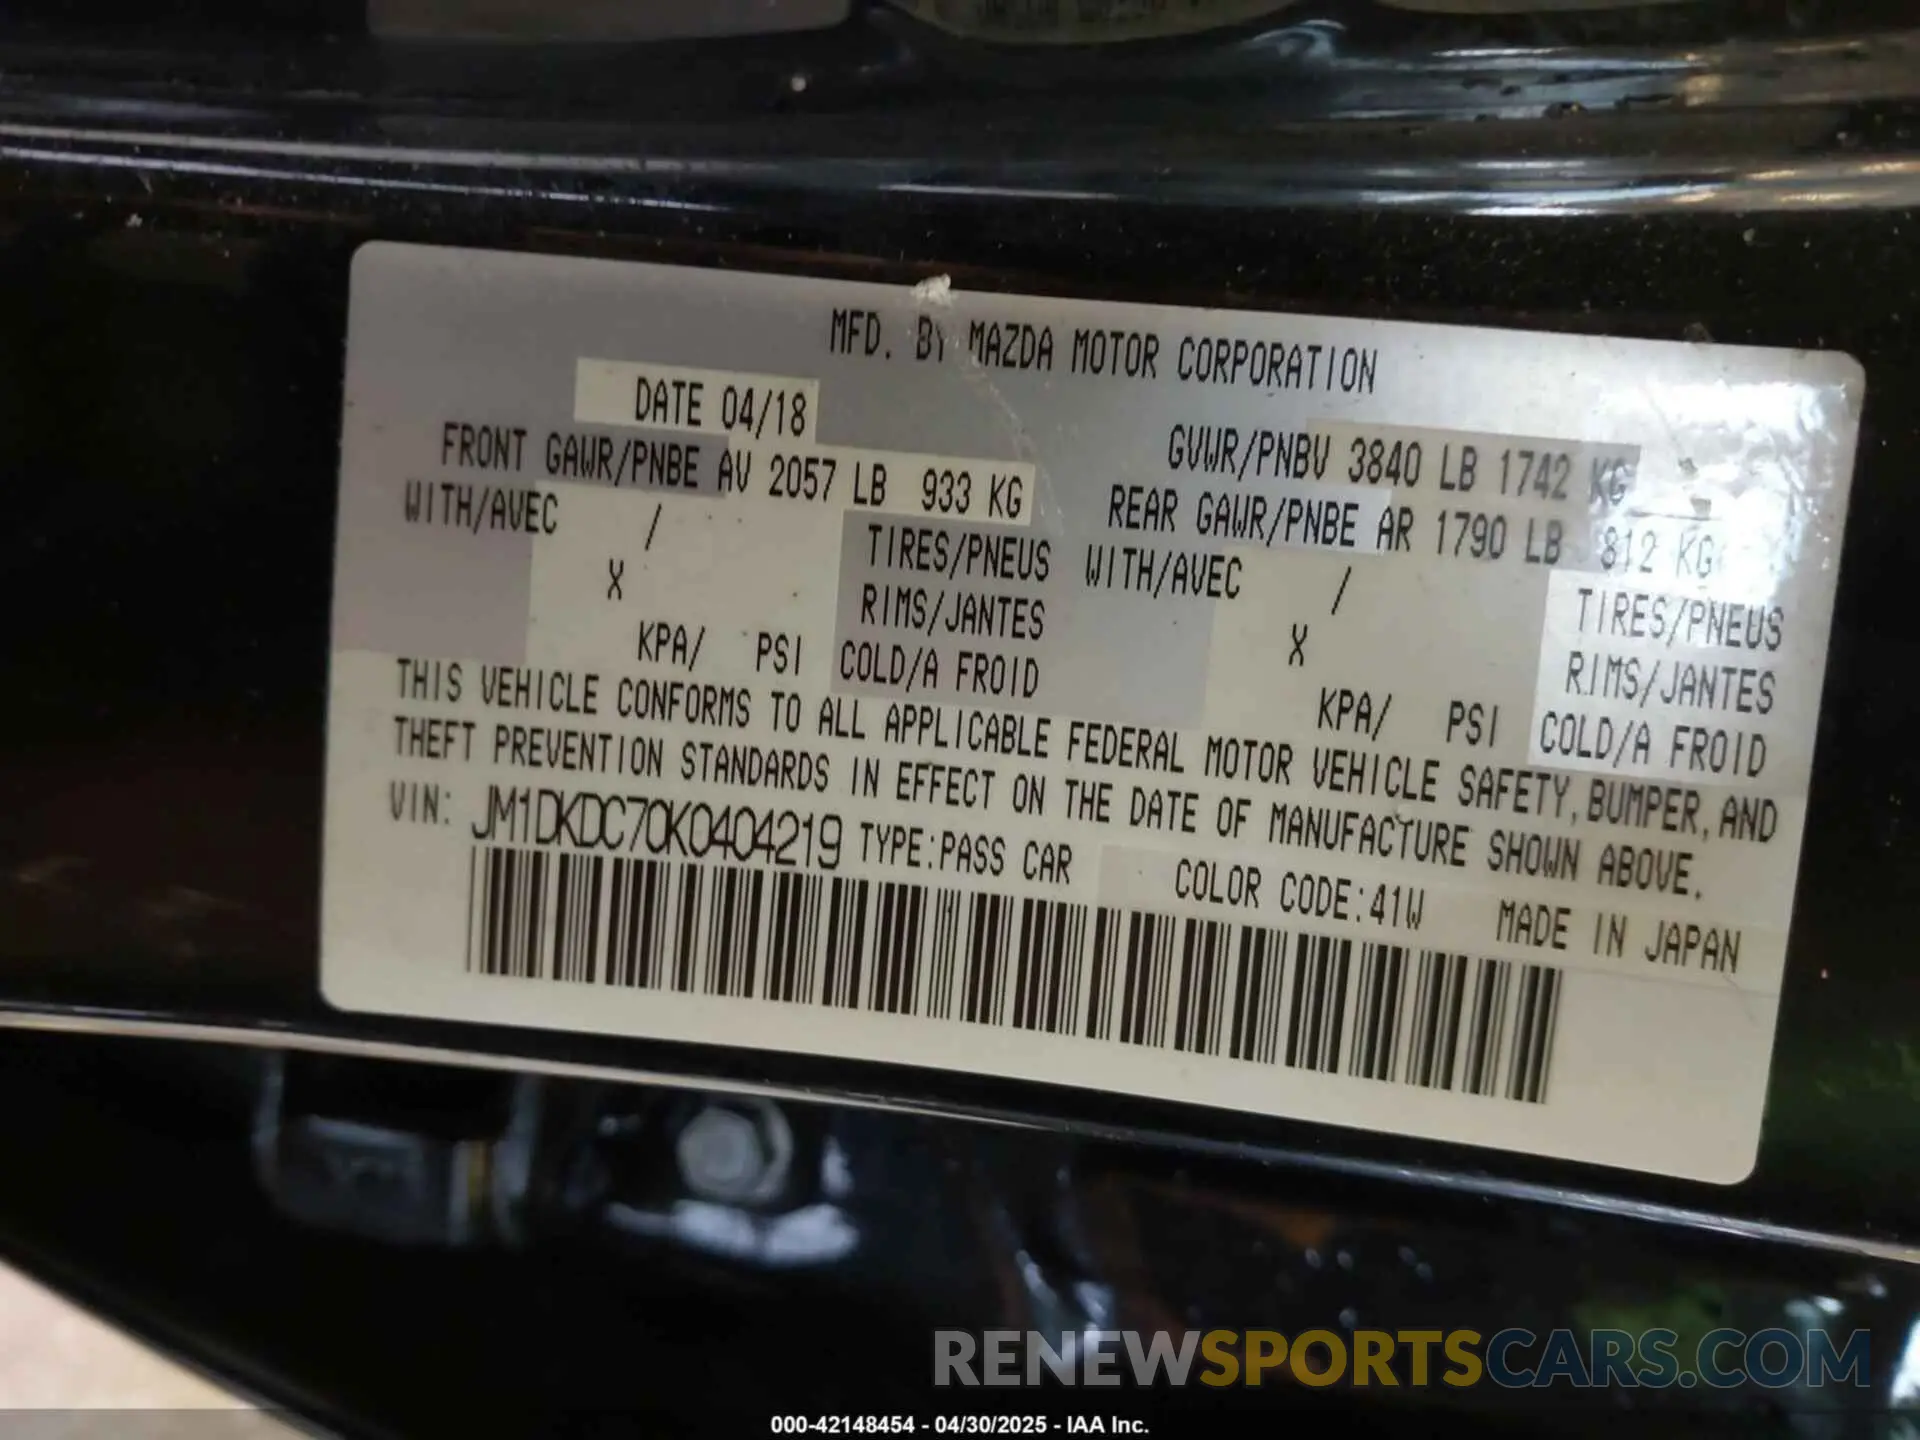 MFD. BY MAZDA MOTOR CORPORATION
DATE 04/18
GVWR/PNBV 3840 LB 1742 KG
FRONT GAWR/PNBE AV 2057 LB 933 KG
REAR GAWR/PNBE AR 1790 LB 812 KG
WITH/AVEC / TIRES/PNEUS WITH/AVEC / TIRES/PNEUS
X RIMS/JANTES X RIMS/JANTES
KPA/ PSI COLD/A FROID KPA/ PSI COLD/A FROID
THIS VEHICLE CONFORMS TO ALL APPLICABLE FEDERAL MOTOR VEHICLE SAFETY, BUMPER, AND
THEFT PREVENTION STANDARDS IN EFFECT ON THE DATE OF MANUFACTURE SHOWN ABOVE.
VIN: JM1DKDC70K0404219 TYPE:PASS CAR COLOR CODE:41W MADE IN JAPAN
RENEWSPORTSCARS.COM
000-42148454 - 04/30/2025 - IAA Inc.